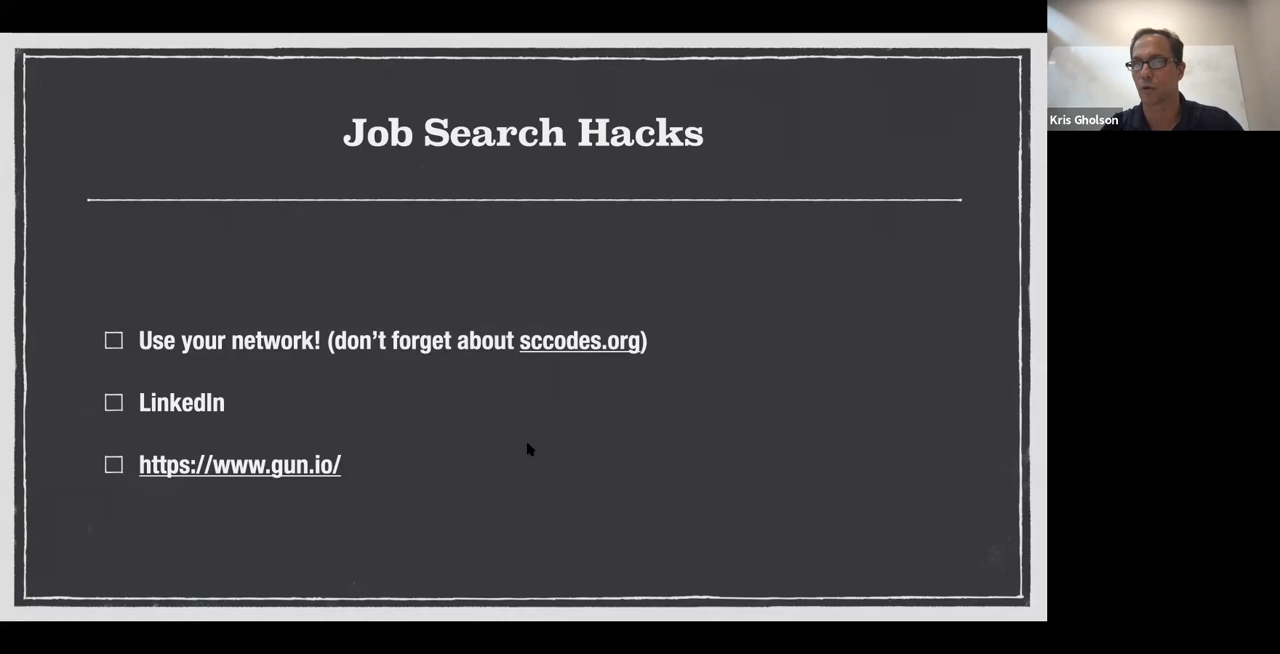 Job Search Hacks
Use your network! (don't forget about sccodes.org)
LinkedIn
https://www.gun.io/
Kris Gholson